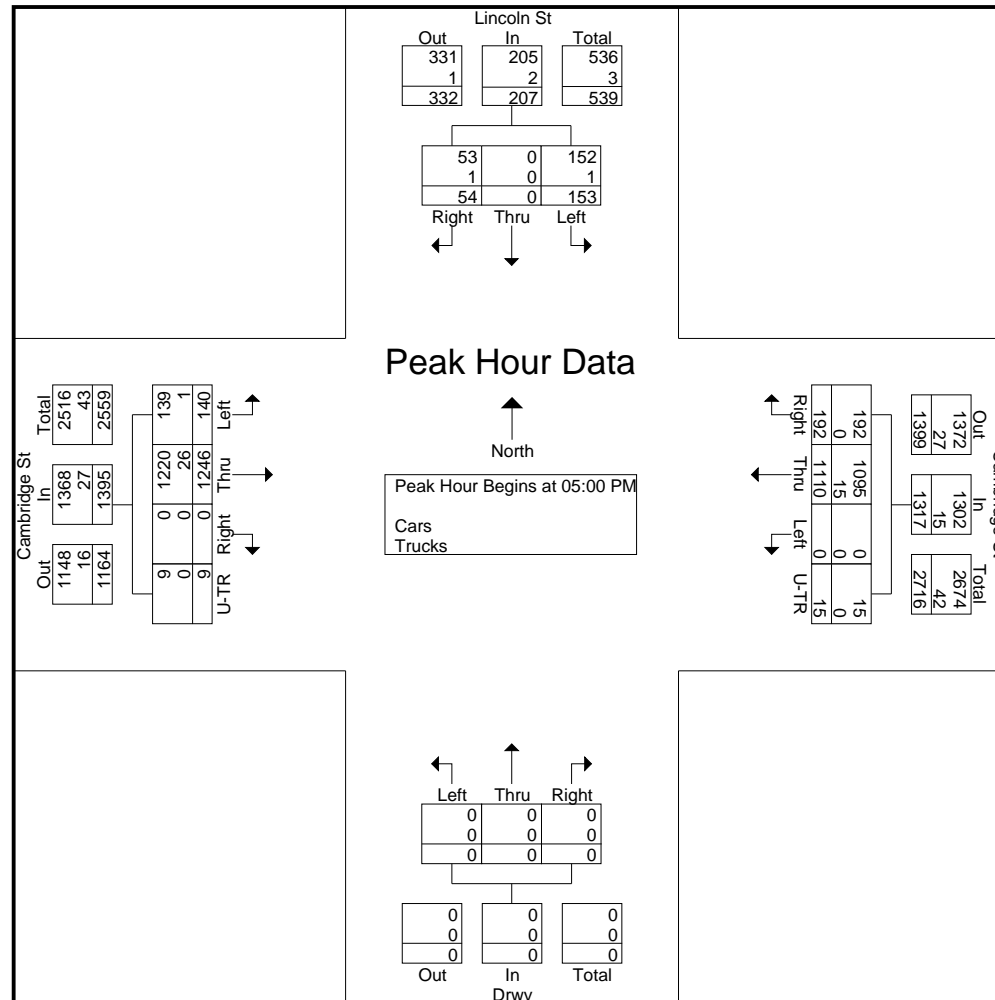 Lincoln St
Out In Total
331 205 536
1 2 3
332 207 539
53 0 152
1 0 1
54 0 153
Right Thru Left
Peak Hour Data
North
Peak Hour Begins at 05:00 PM
Cars
Trucks
Cambridge St
Total In Out
2516 1368 1148
43 27 16
2559 1395 1164
139 1220 0 9
1 26 0 0
140 1246 0 9
Left Thru Right U-TR
Out In Total
1372 1302 2674
27 15 42
1399 1317 2716
192 1095 0 15
0 15 0 0
192 1110 0 15
Right Thru Left U-TR
Left Thru Right
0 0 0
0 0 0
0 0 0
0 0 0
0 0 0
0 0 0
Out In Total
Drwy